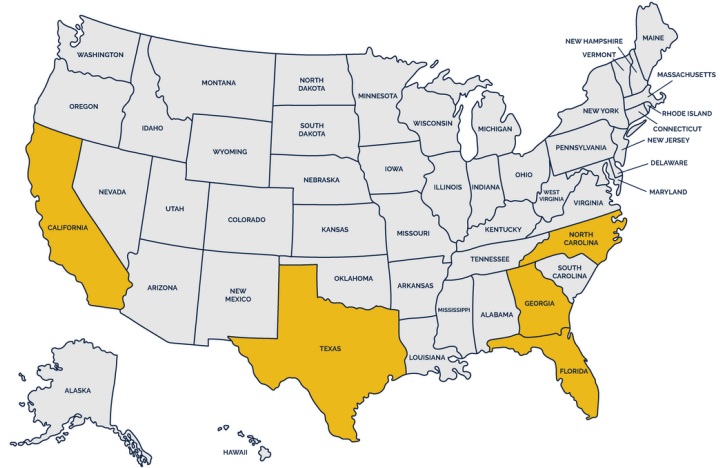 WASHINGTON
OREGON
CALIFORNIA
NEVADA
IDAHO
MONTANA
WYOMING
UTAH
COLORADO
ARIZONA
NEW
MEXICO
NORTH
DAKOTA
SOUTH
DAKOTA
NEBRASKA
KANSAS
OKLAHOMA
TEXAS
MINNESOTA
IOWA
MISSOURI
ARKANSAS
LOUISIANA
WISCONSIN
ILLINOIS
MICHIGAN
INDIANA
OHIO
KENTUCKY
TENNESSEE
MISSISSIPPI
ALABAMA
GEORGIA
FLORIDA
SOUTH
CAROLINA
NORTH
CAROLINA
VIRGINIA
WEST
VIRGINIA
PENNSYLVANIA
NEW YORK
VERMONT
NEW HAMPSHIRE
MAINE
MASSACHUSETTS
RHODE ISLAND
CONNECTICUT
NEW JERSEY
DELAWARE
MARYLAND
ALASKA
HAWAII